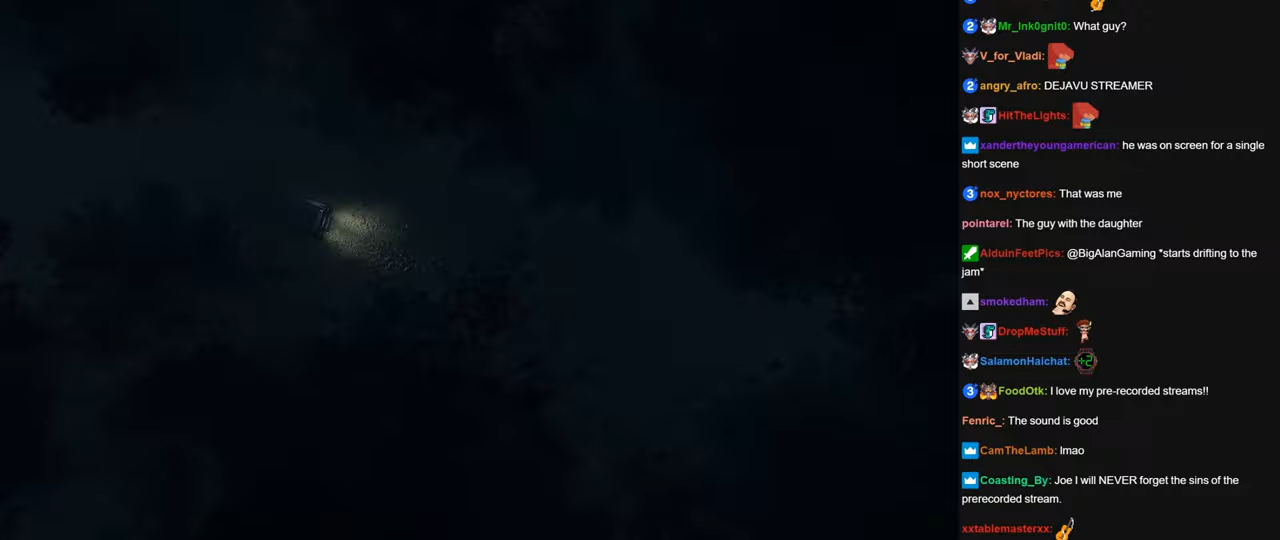 Mr_Ink0gnit0: What guy?
V_for_Vladi:
angry_afro: DEJAVU STREAMER
HitTheLights:
xandertheyoungamerican: he was on screen for a single
short scene
nox_nyctores: That was me
pointarel: The guy with the daughter
AlduinFeetPics: @BigAlanGaming *starts drifting to the
jam*
smokedham:
DropMeStuff:
SalamonHaichat: +2
FoodOtk: I love my pre-recorded streams!!
Fenric_: The sound is good
CamTheLamb: lmao
Coasting_By: Joe I will NEVER forget the sins of the
prerecorded stream.
xxtablemasterxx: